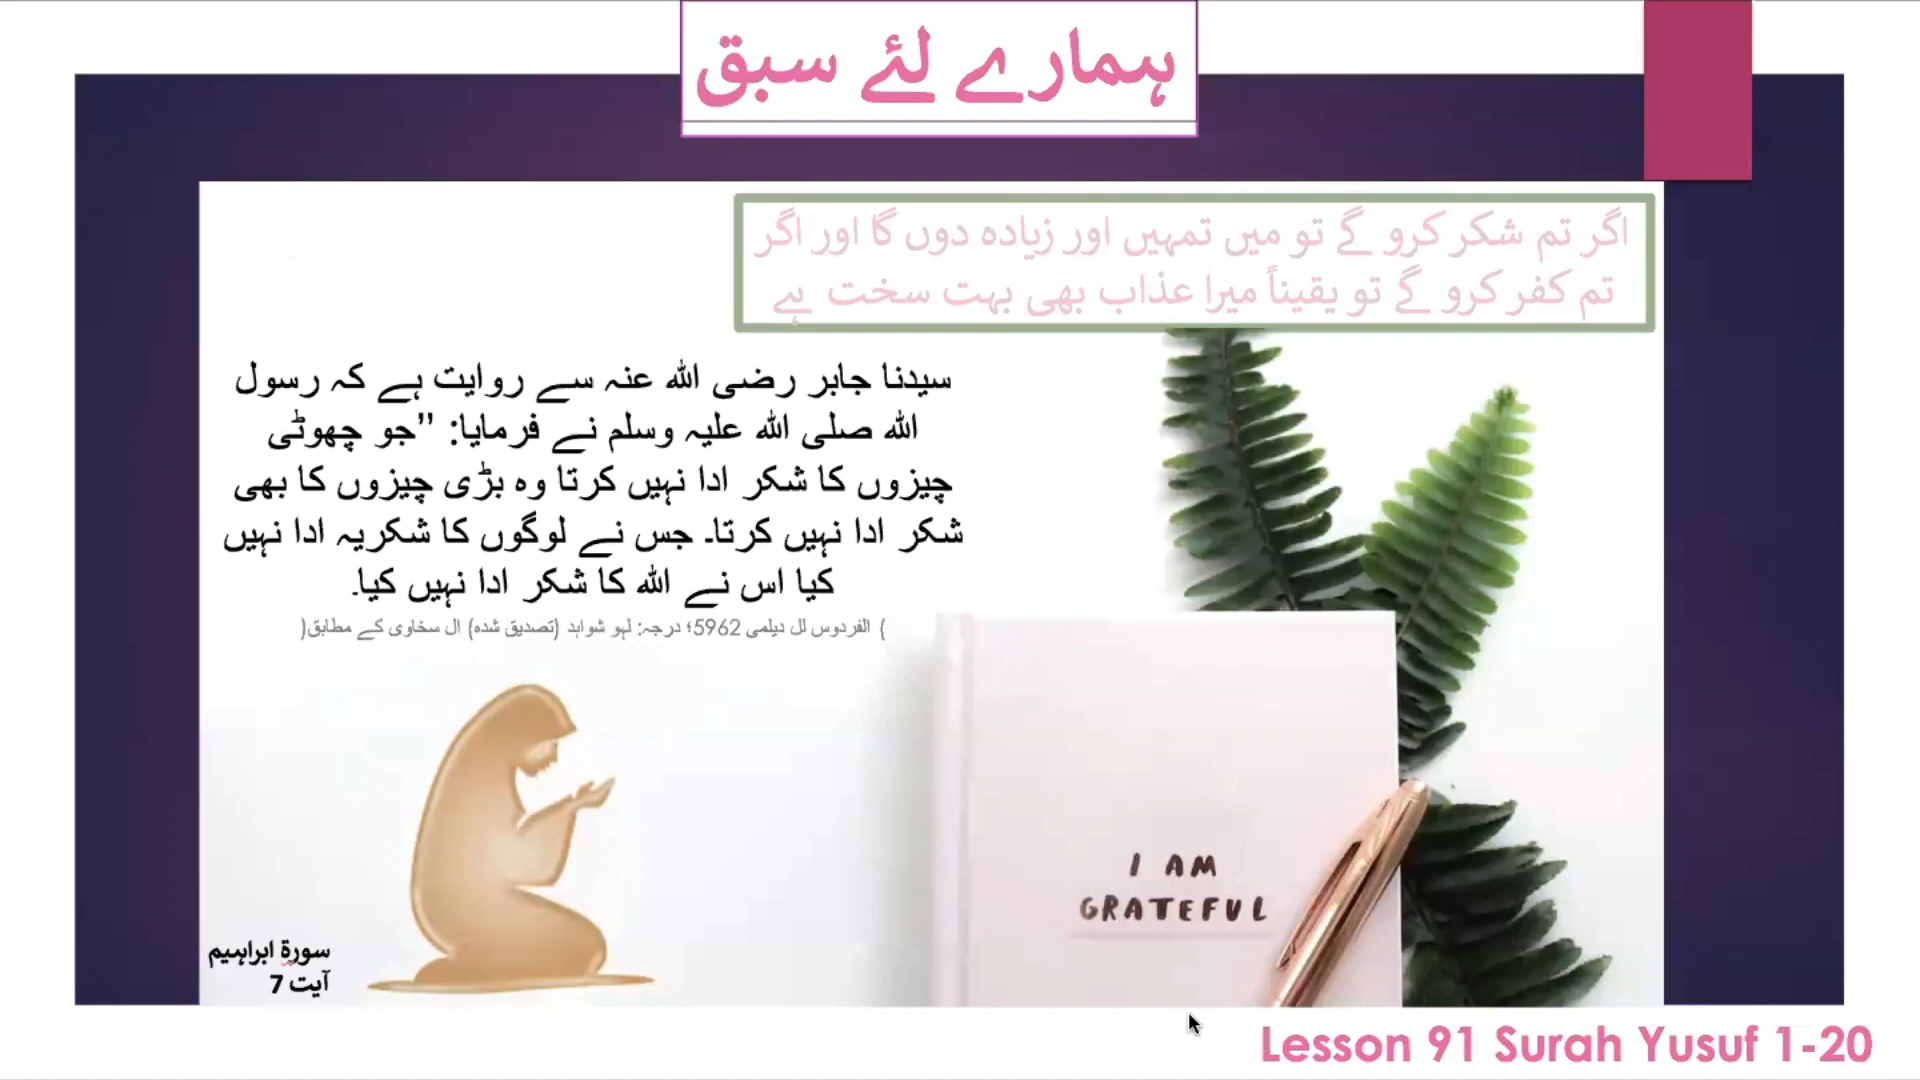 ہمارے لئے سبق
اگر تم شکر کرو گے تو میں تمہیں اور زیادہ دوں گا اور اگر
تم کفر کرو گے تو یقیناً میرا عذاب بھی بہت سخت ہے
سیدنا جابر رضی اللہ عنہ سے روایت ہے کہ رسول
اللہ صلی اللہ علیہ وسلم نے فرمایا: ”جو چھوٹی
چیزوں کا شکر ادا نہیں کرتا وہ بڑی چیزوں کا بھی
شکر ادا نہیں کرتا۔ جس نے لوگوں کا شکریہ ادا نہیں
کیا اس نے اللہ کا شکر ادا نہیں کیا۔
) الفردوس لل دیلمی 5962؛ درجہ: لہو شواہد (تصدیق شدہ) ال سخاوی کے مطابق(
I AM
GRATEFUL
سورۃ ابراہیم
آیت 7
Lesson 91 Surah Yusuf 1-20